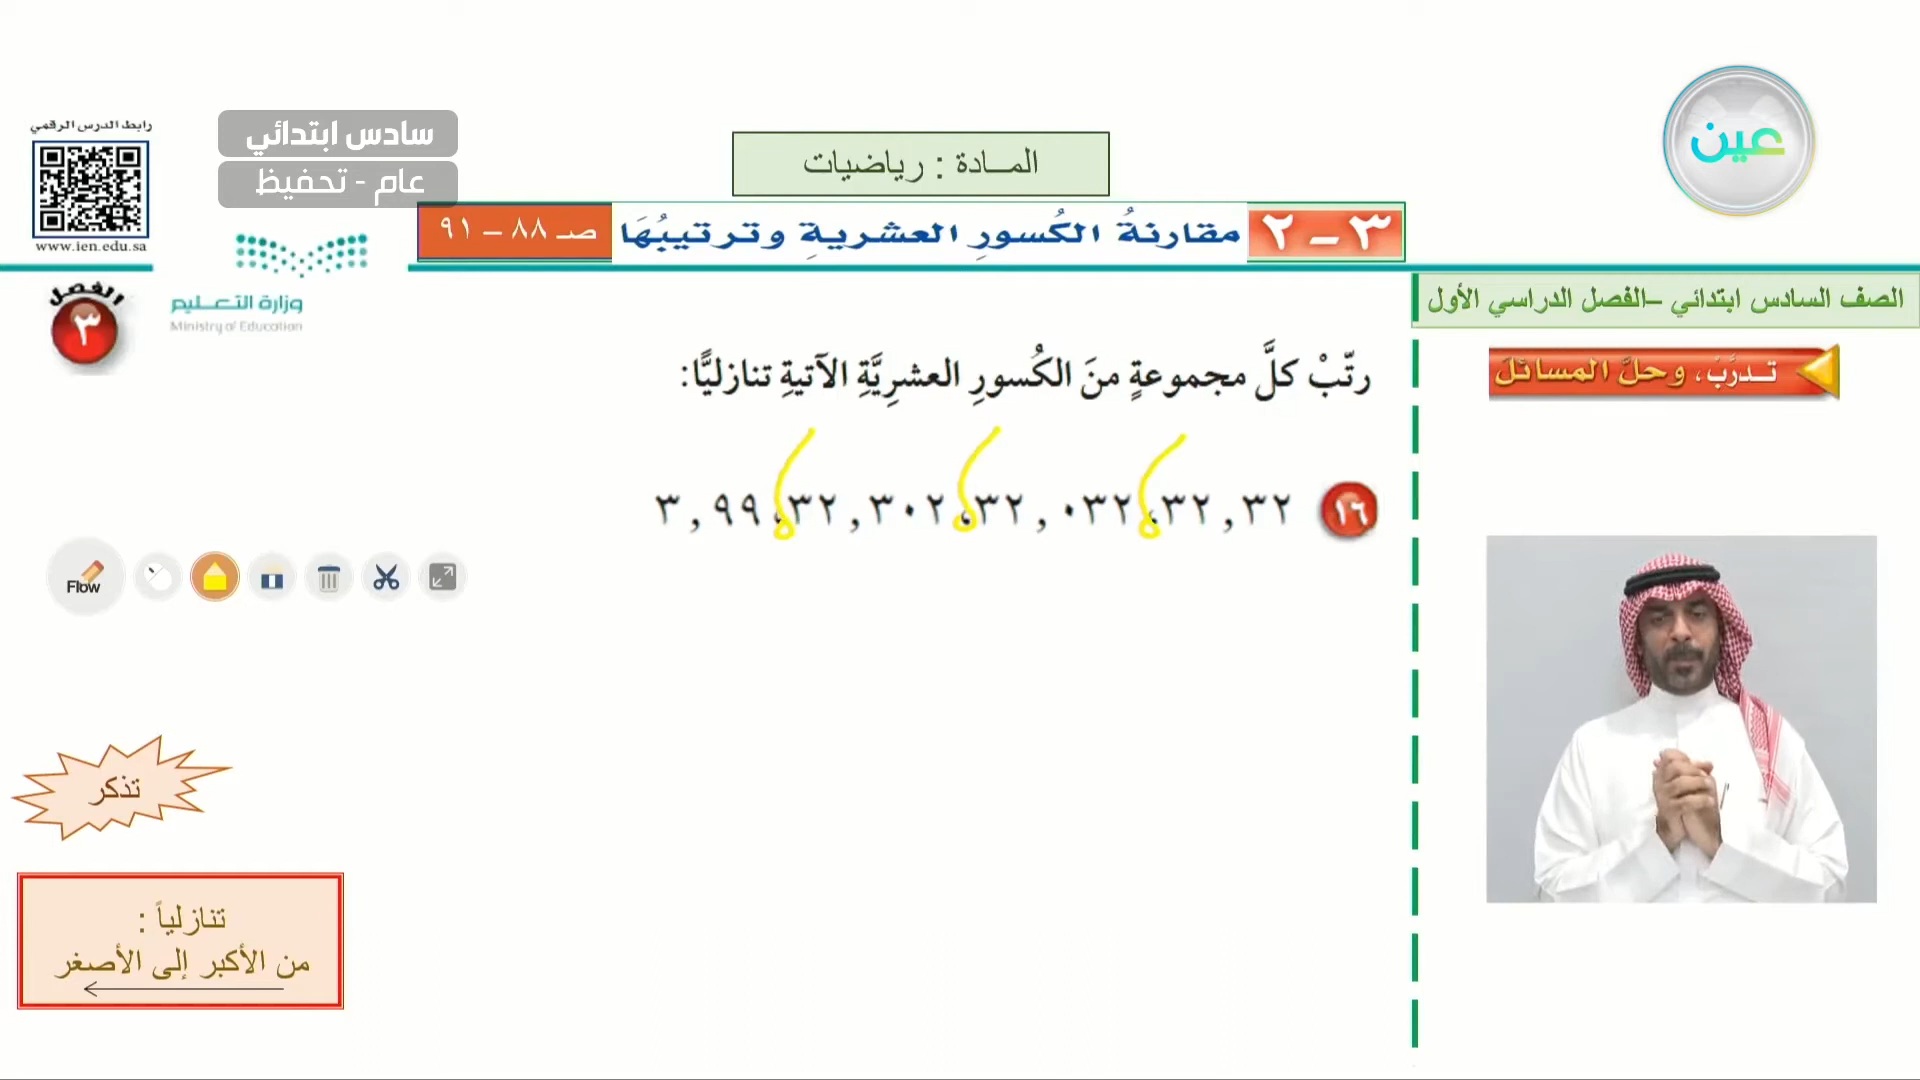 عين
المــادة : رياضيات
سادس ابتدائي
عام - تحفيظ
رابط الدرس الرقمي
www.ien.edu.sa
٣ – ٢ مقارنةُ الكُسورِ العشريةِ وترتيبُهَا صـ ٨٨ – ٩١
وزارة التعـليم
Ministry of Education
الفصل
٣
الصف السادس ابتدائي –الفصل الدراسي الأول
تـدرَّبْ، وحلَّ المسائلَ
رتّبْ كلَّ مجموعةٍ منَ الكُسورِ العشرِيَّةِ الآتيةِ تنازليًّا:
١٦ ٣٢,٣٢ ، ٣٢,٠٣٢ ، ٣٢,٣٠٢ ، ٣,٩٩
Flow
تذكر
تنازلياً :
من الأكبر إلى الأصغر